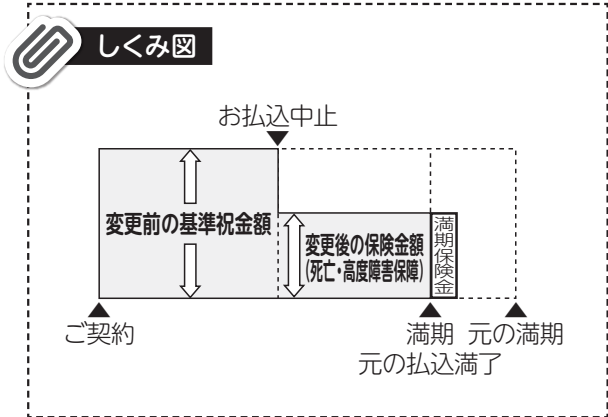 しくみ図
お払込中止
変更前の基準祝金額
変更後の保険金額
(死亡・高度障害保障)
満期保険金
ご契約
満期
元の満期
元の払込満了